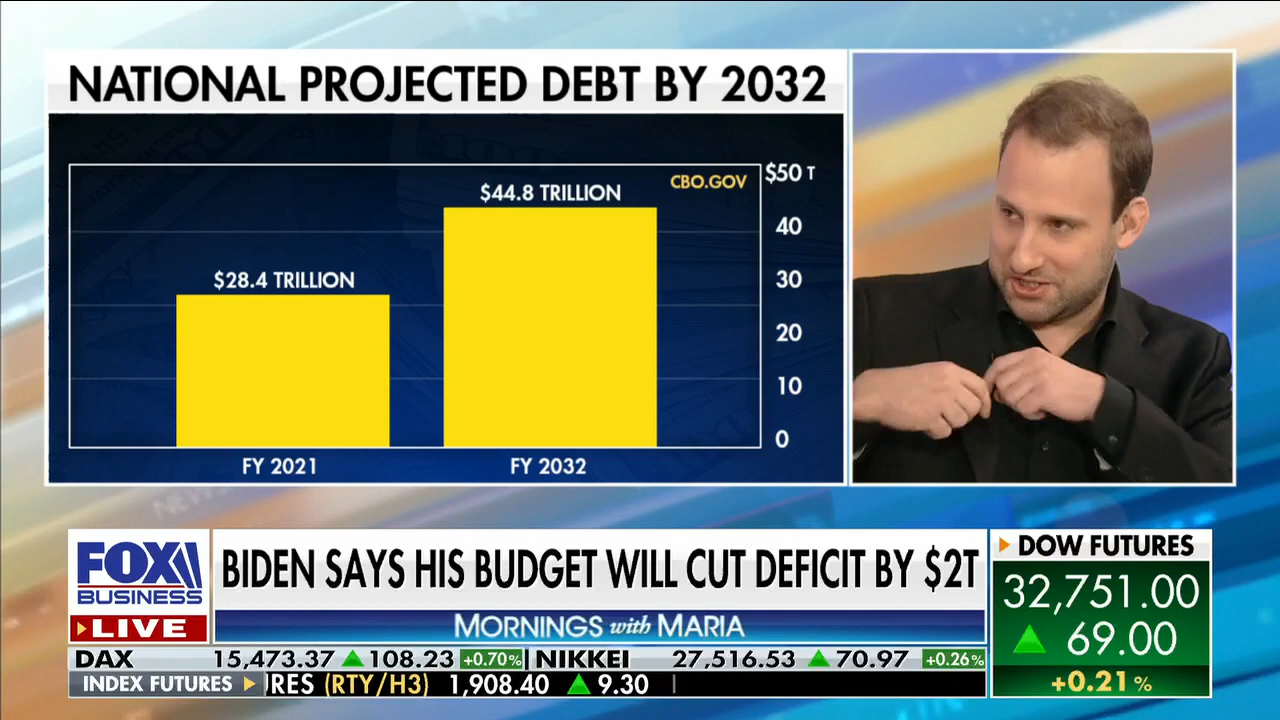 NATIONAL PROJECTED DEBT BY 2032
CBO.GOV
$50 T
40
30
20
10
0
$28.4 TRILLION
$44.8 TRILLION
FY 2021
FY 2032
FOX
BUSINESS
LIVE
BIDEN SAYS HIS BUDGET WILL CUT DEFICIT BY $2T
MORNINGS with MARIA
DOW FUTURES
32,751.00
69.00
+0.21%
DAX 15,473.37 108.23 +0.70% NIKKEI 27,516.53 70.97 +0.26%
INDEX FUTURES (RTY/H3) 1,908.40 9.30